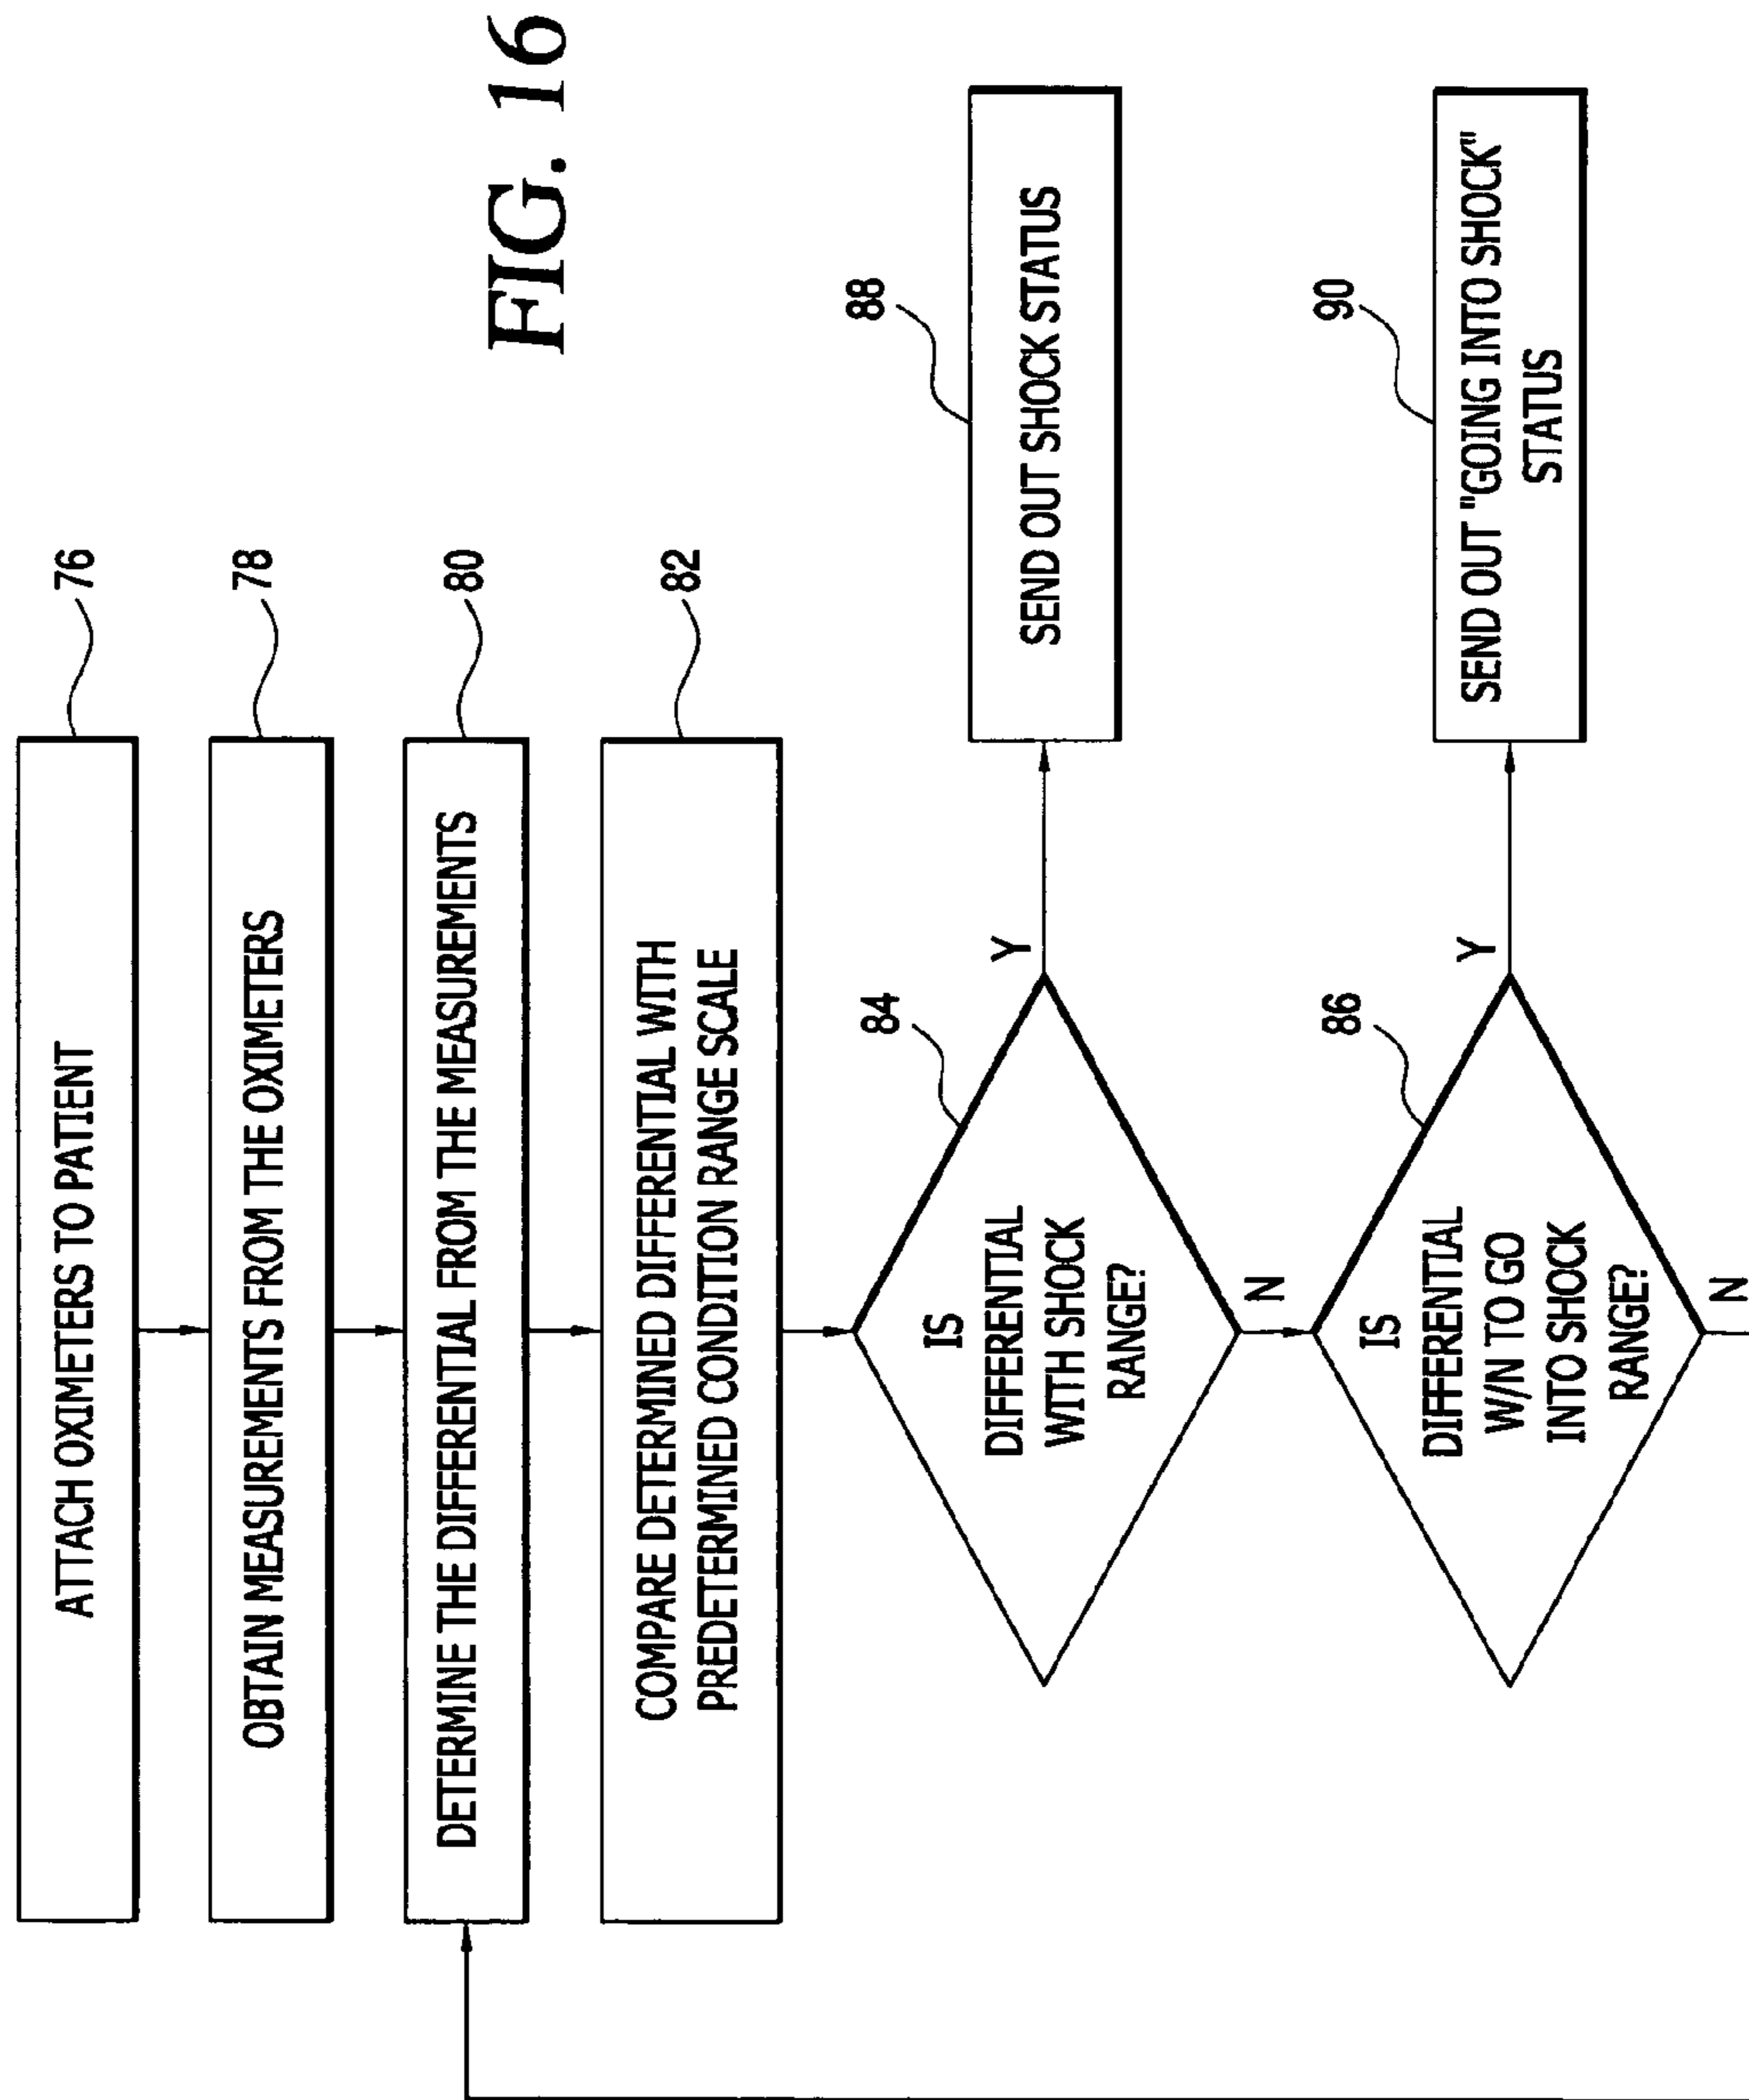 FIG. 16
ATTACH OXIMETERS TO PATIENT
76
OBTAIN MEASUREMENTS FROM THE OXIMETERS
78
DETERMINE THE DIFFERENTIAL FROM THE MEASUREMENTS
80
COMPARE DETERMINED DIFFERENTIAL WITH
PREDETERMINED CONDITION RANGE SCALE
82
IS
DIFFERENTIAL
WITH SHOCK
RANGE?
84
Y
N
SEND OUT SHOCK STATUS
88
IS
DIFFERENTIAL
W/N TO GO
INTO SHOCK
RANGE?
86
Y
N
SEND OUT "GOING INTO SHOCK"
STATUS
90